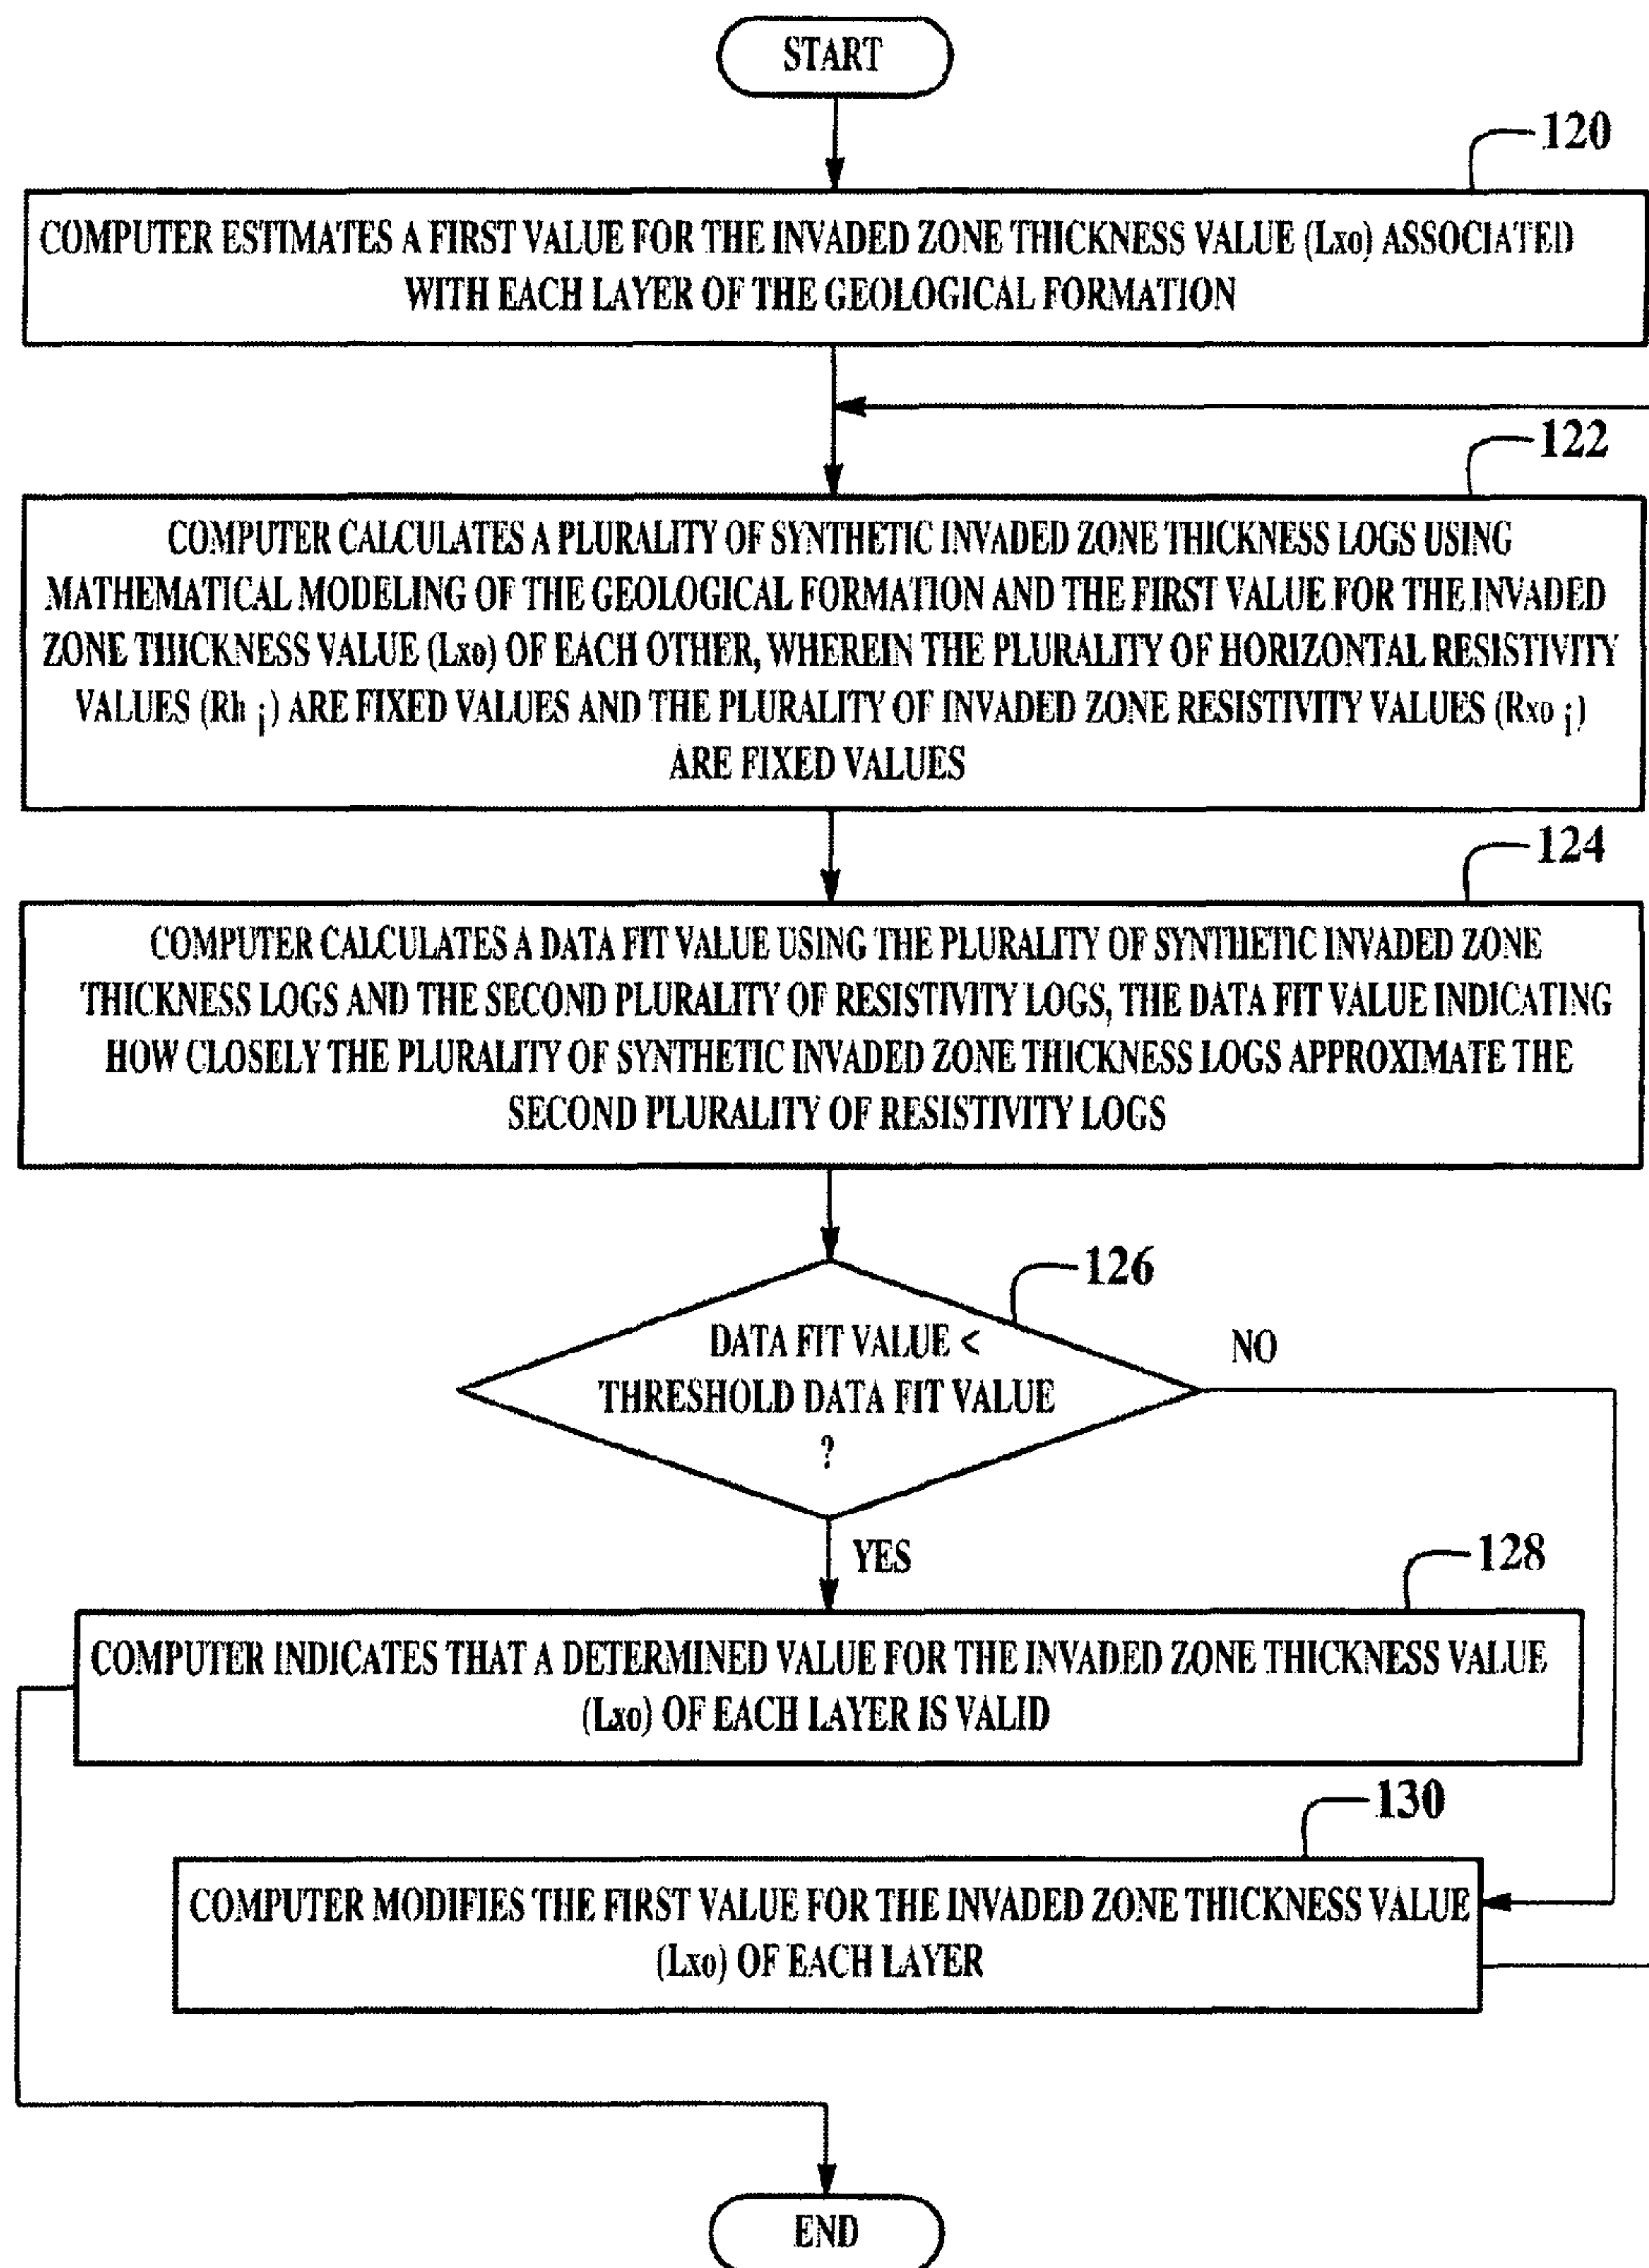 START
120
COMPUTER ESTIMATES A FIRST VALUE FOR THE INVADED ZONE THICKNESS VALUE (Lxo) ASSOCIATED
WITH EACH LAYER OF THE GEOLOGICAL FORMATION
122
COMPUTER CALCULATES A PLURALITY OF SYNTHETIC INVADED ZONE THICKNESS LOGS USING
MATHEMATICAL MODELING OF THE GEOLOGICAL FORMATION AND THE FIRST VALUE FOR THE INVADED
ZONE THICKNESS VALUE (Lxo) OF EACH OTHER, WHEREIN THE PLURALITY OF HORIZONTAL RESISTIVITY
VALUES (Rh i) ARE FIXED VALUES AND THE PLURALITY OF INVADED ZONE RESISTIVITY VALUES (Rxo i)
ARE FIXED VALUES
124
COMPUTER CALCULATES A DATA FIT VALUE USING THE PLURALITY OF SYNTHETIC INVADED ZONE
THICKNESS LOGS AND THE SECOND PLURALITY OF RESISTIVITY LOGS, THE DATA FIT VALUE INDICATING
HOW CLOSELY THE PLURALITY OF SYNTHETIC INVADED ZONE THICKNESS LOGS APPROXIMATE THE
SECOND PLURALITY OF RESISTIVITY LOGS
126
DATA FIT VALUE <
THRESHOLD DATA FIT VALUE
?
NO
YES
128
COMPUTER INDICATES THAT A DETERMINED VALUE FOR THE INVADED ZONE THICKNESS VALUE
(Lxo) OF EACH LAYER IS VALID
130
COMPUTER MODIFIES THE FIRST VALUE FOR THE INVADED ZONE THICKNESS VALUE
(Lxo) OF EACH LAYER
END